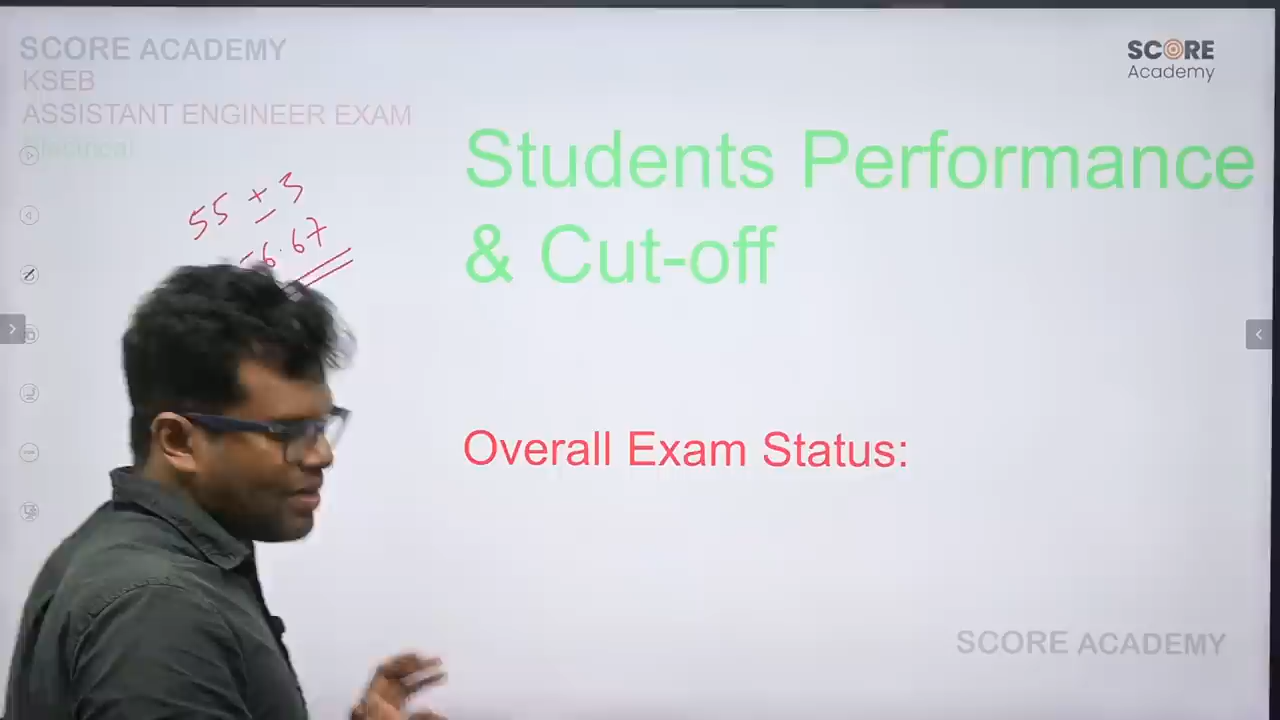 SCORE ACADEMY
KSEB
ASSISTANT ENGINEER EXAM
SCORE
Academy
Students Performance
& Cut-off
55 ± 3
6.67
Overall Exam Status:
SCORE ACADEMY